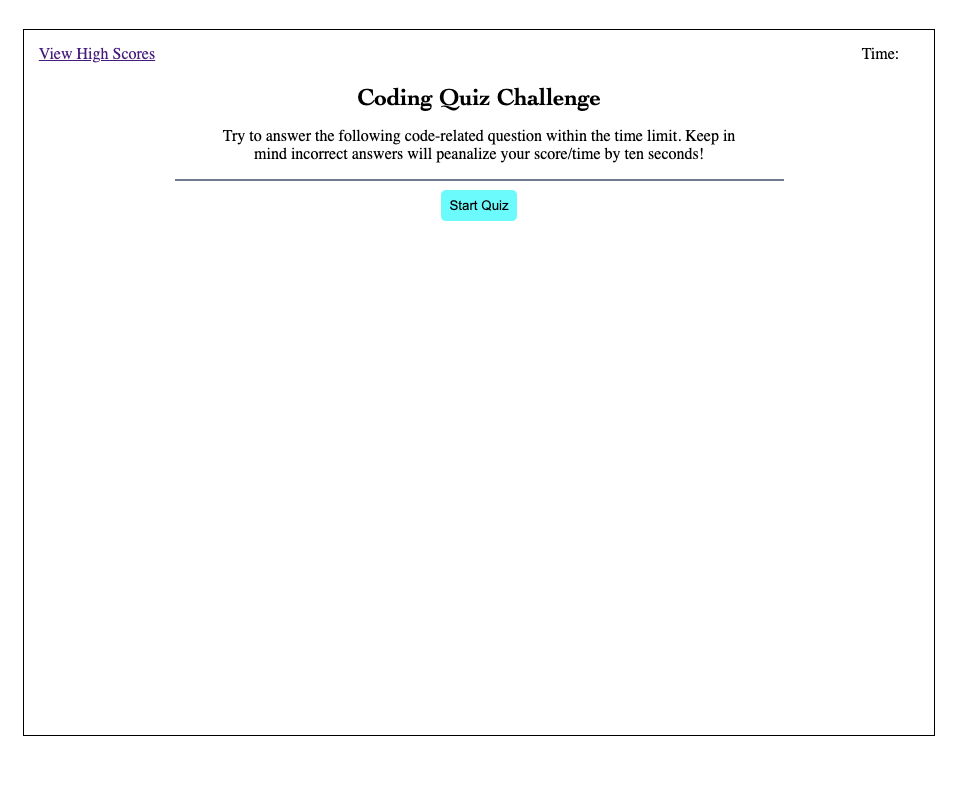 View High Scores
Time:
Coding Quiz Challenge
Try to answer the following code-related question within the time limit. Keep in
mind incorrect answers will peanalize your score/time by ten seconds!
Start Quiz